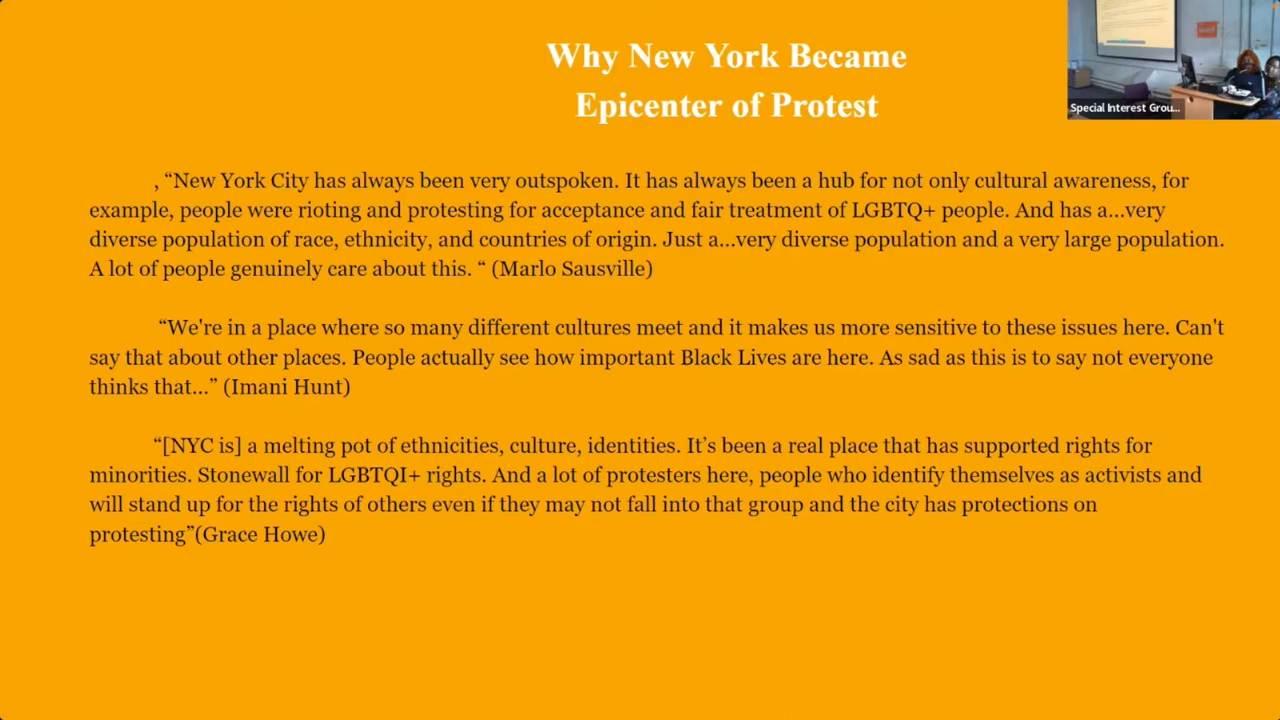 Why New York Became
Epicenter of Protest
Special Interest Grou...
, “New York City has always been very outspoken. It has always been a hub for not only cultural awareness, for
example, people were rioting and protesting for acceptance and fair treatment of LGBTQ+ people. And has a...very
diverse population of race, ethnicity, and countries of origin. Just a...very diverse population and a very large population.
A lot of people genuinely care about this. “ (Marlo Sausville)
“We're in a place where so many different cultures meet and it makes us more sensitive to these issues here. Can't
say that about other places. People actually see how important Black Lives are here. As sad as this is to say not everyone
thinks that...” (Imani Hunt)
“[NYC is] a melting pot of ethnicities, culture, identities. It’s been a real place that has supported rights for
minorities. Stonewall for LGBTQI+ rights. And a lot of protesters here, people who identify themselves as activists and
will stand up for the rights of others even if they may not fall into that group and the city has protections on
protesting”(Grace Howe)